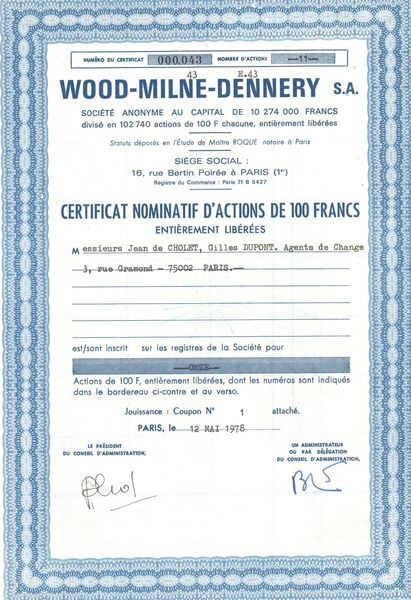 NUMÉRO DU CERTIFICAT 000,043 NOMBRE D'ACTIONS —11—
43 E.43
WOOD-MILNE-DENNERY S.A.
SOCIÉTÉ ANONYME AU CAPITAL DE 10 274 000 FRANCS
divisé en 102 740 actions de 100 F chacune, entièrement libérées
Statuts déposés en l'Étude de Maître ROQUE notaire à Paris
SIÈGE SOCIAL :
16, rue Bertin Poirée à PARIS (1er)
Registre du Commerce : Paris 71 B 5427
CERTIFICAT NOMINATIF D'ACTIONS DE 100 FRANCS
ENTIÈREMENT LIBÉRÉES
Messieurs Jean de CHOLET, Gilles DUPONT. Agents de Change
3, rue Gramond - 75002 PARIS.--
est/sont inscrit sur les registres de la Société pour
ONZE
Actions de 100 F, entièrement libérées, dont les numéros sont indiqués
dans le bordereau ci-contre et au verso.
Jouissance : Coupon N° 1 attaché.
PARIS, le 12 MAI 1978
LE PRÉSIDENT
DU CONSEIL D'ADMINISTRATION,
UN ADMINISTRATEUR
OU PAR DÉLÉGATION
DU CONSEIL D'ADMINISTRATION,